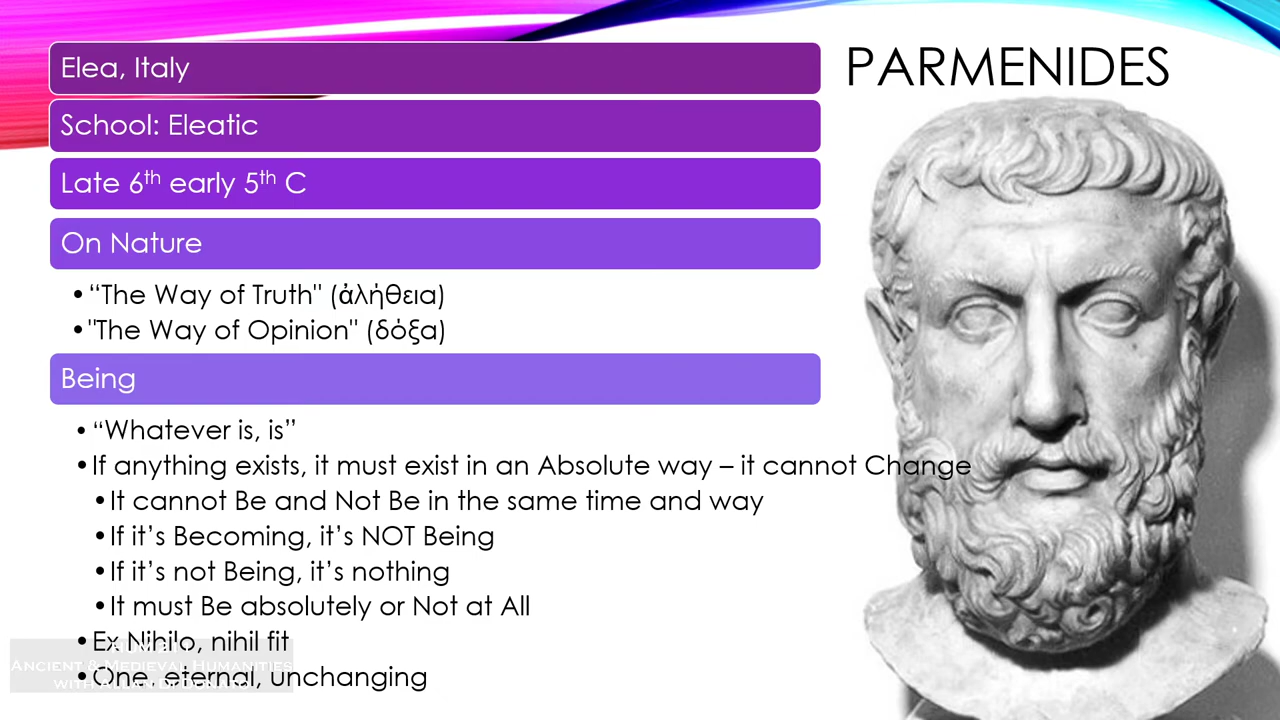 PARMENIDES
Elea, Italy
School: Eleatic
Late 6th early 5th C
On Nature
•“The Way of Truth" (ἀλήθεια)
•"The Way of Opinion" (δόξα)
Being
•“Whatever is, is”
•If anything exists, it must exist in an Absolute way – it cannot Change
•It cannot Be and Not Be in the same time and way
•If it’s Becoming, it’s NOT Being
•If it’s not Being, it’s nothing
•It must Be absolutely or Not at All
•Ex Nihilo, nihil fit
•One, eternal, unchanging
Ancient & Medieval Humanities
with